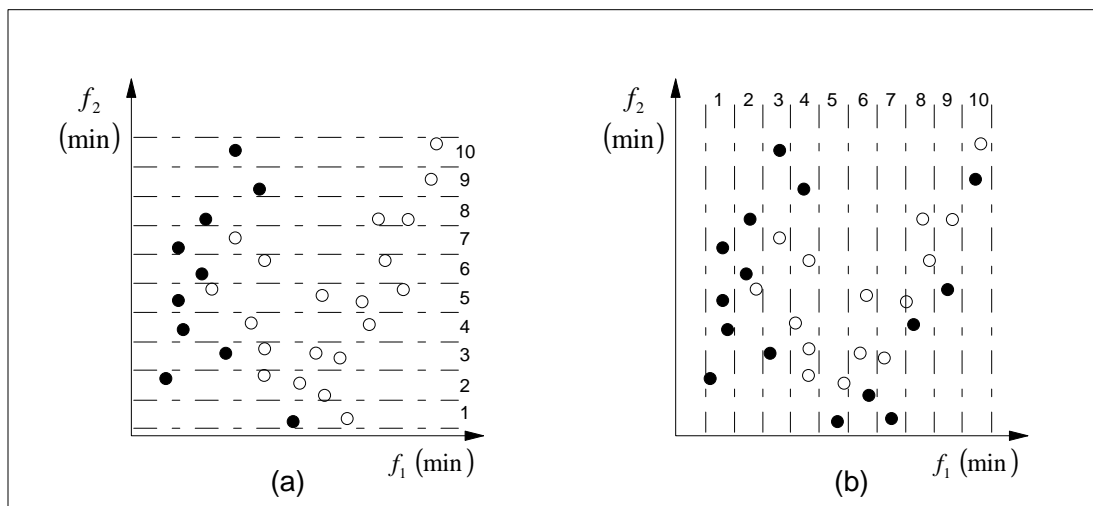 f₂
(min)
10
9
8
7
6
5
4
3
2
1
f₁ (min)
(a)
f₂
(min)
1 2 3 4 5 6 7 8 9 10
f₁ (min)
(b)